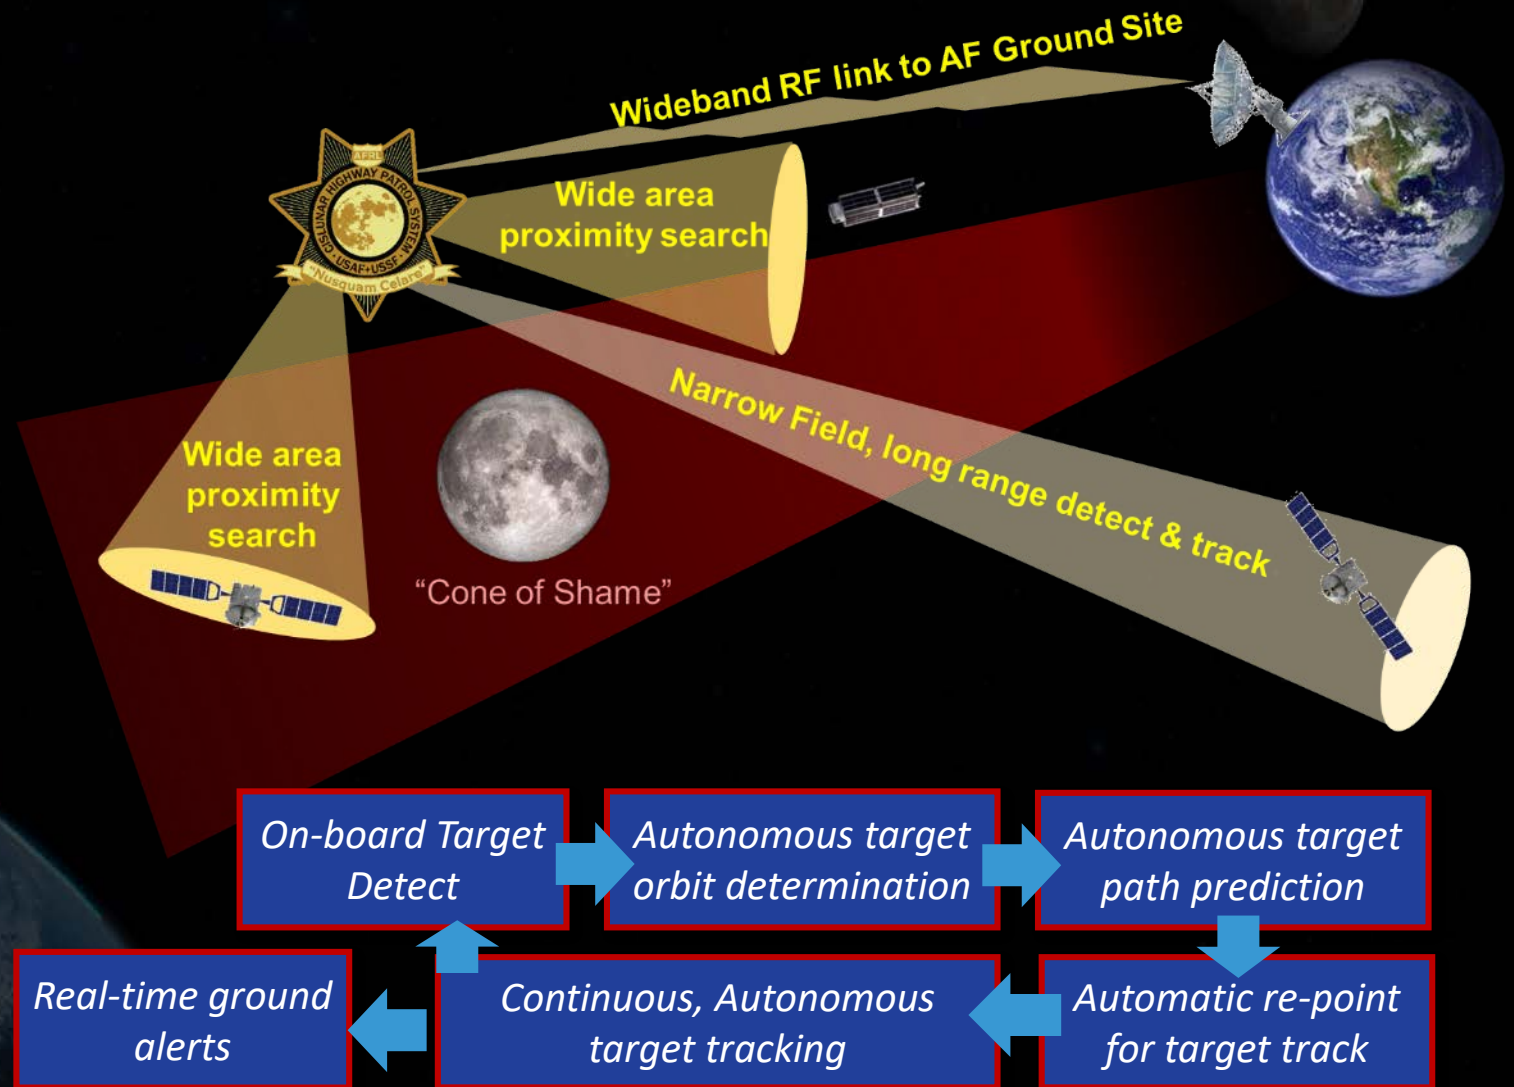 Wideband RF link to AF Ground Site
AFRL
CISLUNAR HIGHWAY PATROL SYSTEM
· USAF+USSF ·
"Nusquam Celare"
Wide area
proximity search
Narrow Field, long range detect & track
Wide area
proximity
search
“Cone of Shame”
On-board Target
Detect
Autonomous target
orbit determination
Autonomous target
path prediction
Real-time ground
alerts
Continuous, Autonomous
target tracking
Automatic re-point
for target track